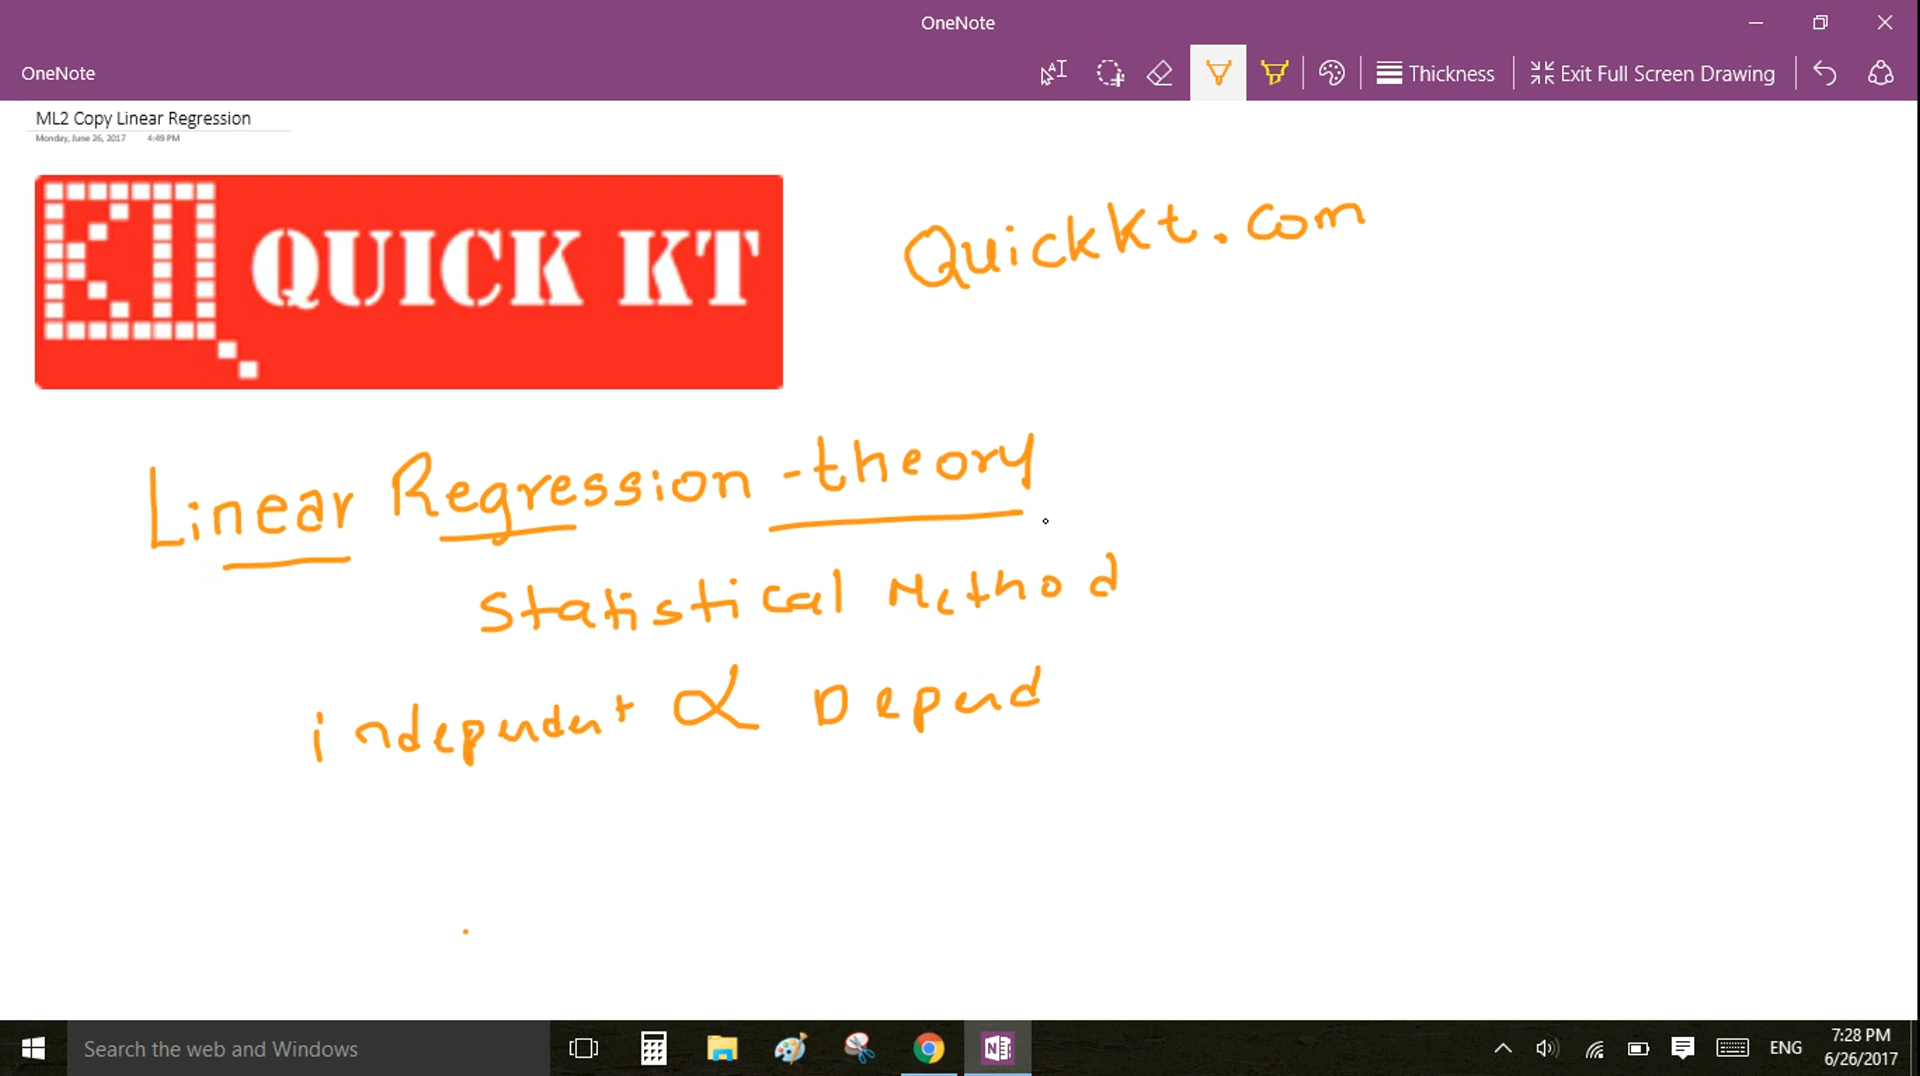 OneNote
OneNote
Thickness
Exit Full Screen Drawing
ML2 Copy Linear Regression
Monday, June 26, 2017 4:49 PM
QUICK KT
Quickkt.com
Linear Regression - theory
Statistical Method
independent ∝ Depend
Search the web and Windows
ENG
7:28 PM
6/26/2017